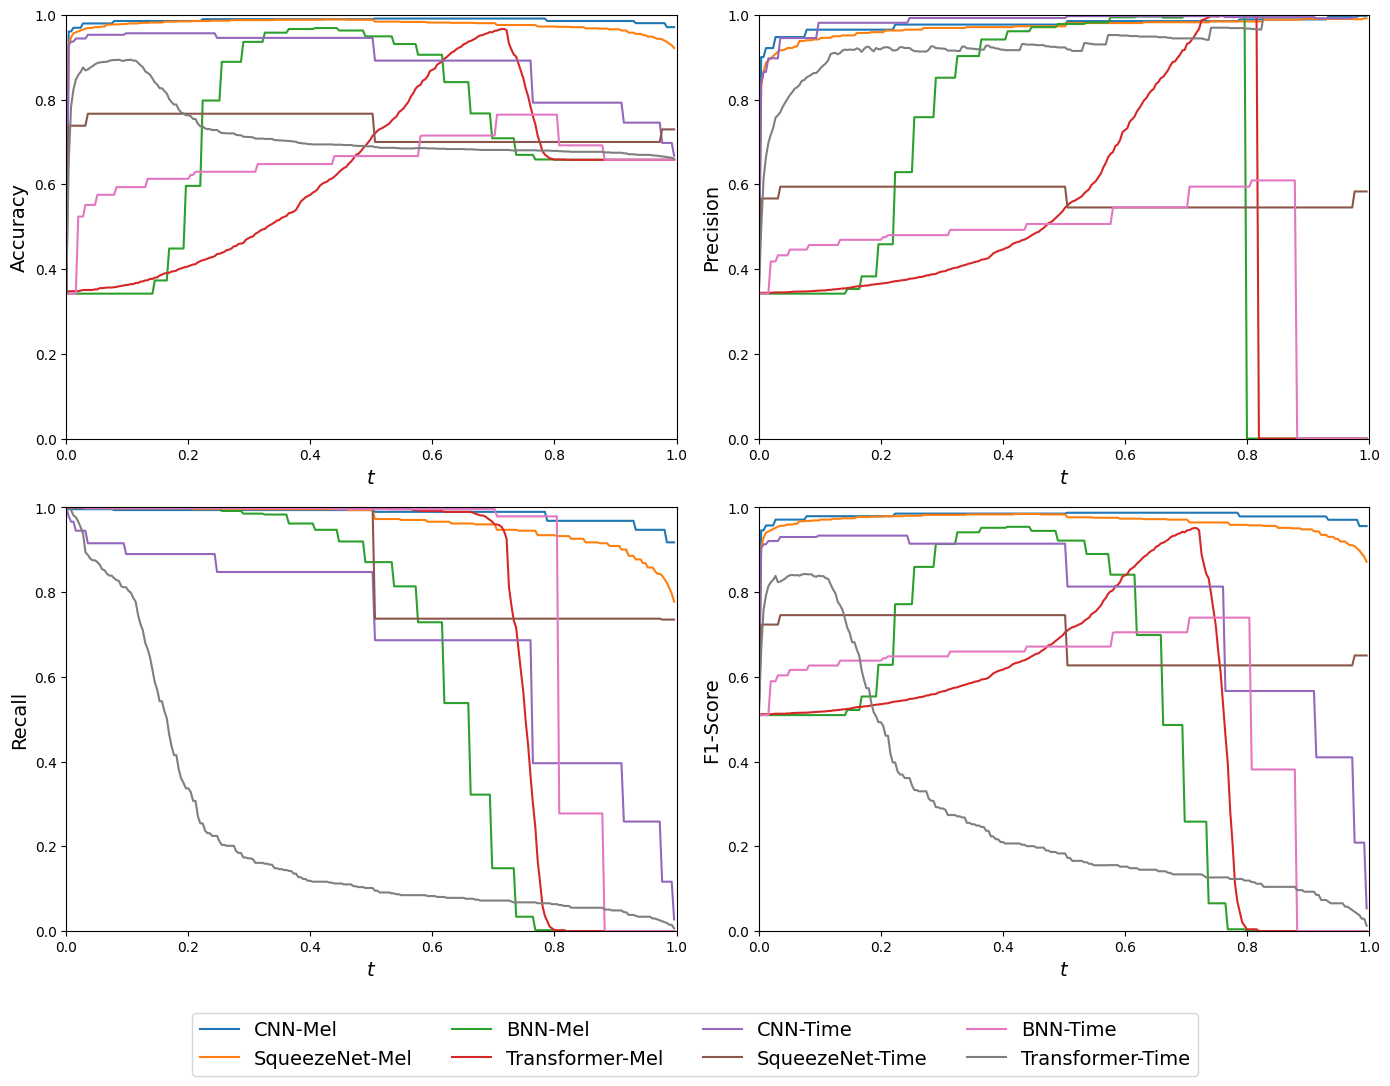 1.0
0.8
0.6
0.4
0.2
0.0
Accuracy
0.0 0.2 0.4 0.6 0.8 1.0
t
1.0
0.8
0.6
0.4
0.2
0.0
Precision
0.0 0.2 0.4 0.6 0.8 1.0
t
1.0
0.8
0.6
0.4
0.2
0.0
Recall
0.0 0.2 0.4 0.6 0.8 1.0
t
1.0
0.8
0.6
0.4
0.2
0.0
F1-Score
0.0 0.2 0.4 0.6 0.8 1.0
t
CNN-Mel BNN-Mel CNN-Time BNN-Time
SqueezeNet-Mel Transformer-Mel SqueezeNet-Time Transformer-Time